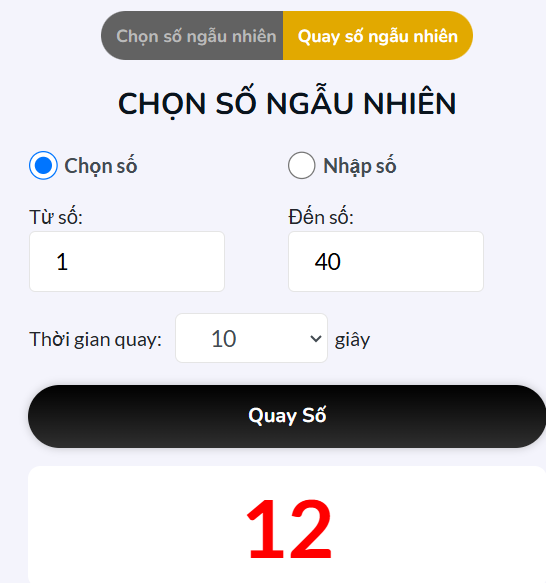 Chọn số ngẫu nhiên Quay số ngẫu nhiên
CHỌN SỐ NGẪU NHIÊN
Chọn số Nhập số
Từ số: Đến số:
1 40
Thời gian quay: 10 giây
Quay Số
12